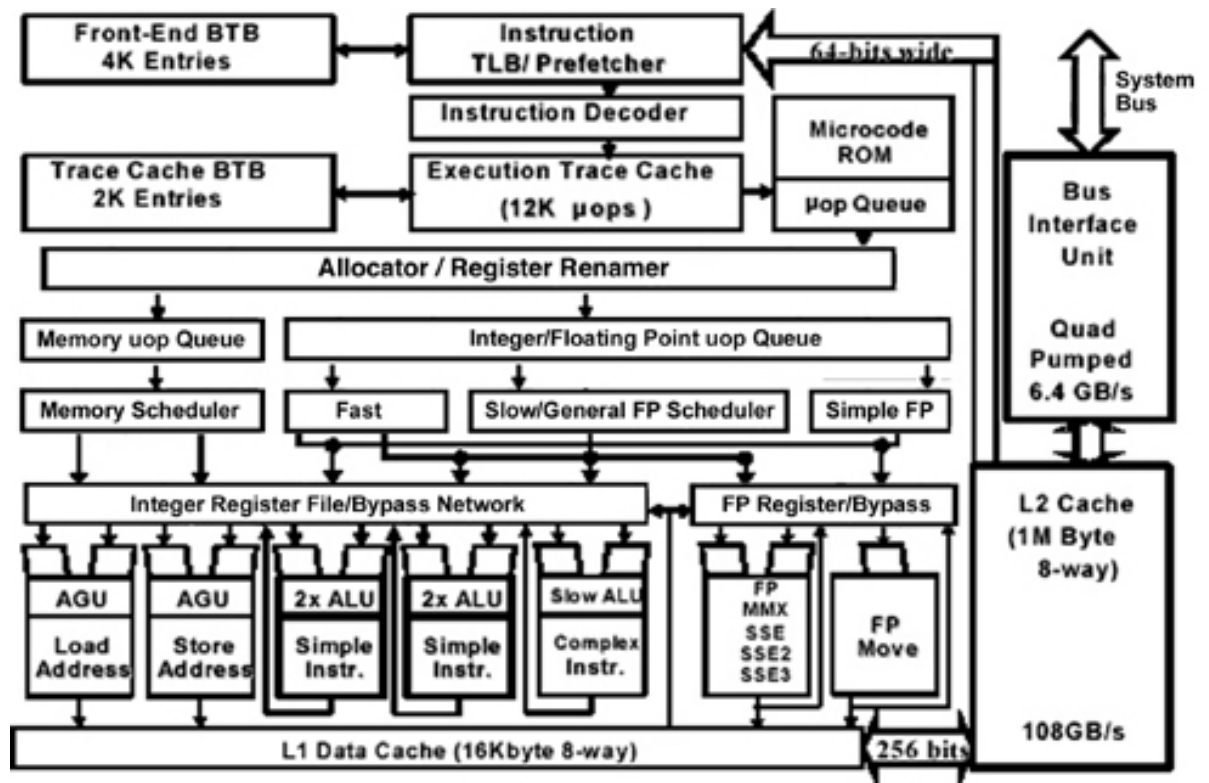 Front-End BTB
4K Entries
Instruction
TLB/ Prefetcher
64-bits wide
System
Bus
Instruction Decoder
Microcode
ROM
Trace Cache BTB
2K Entries
Execution Trace Cache
(12K µops )
µop Queue
Bus
Interface
Unit
Quad
Pumped
6.4 GB/s
Allocator / Register Renamer
Memory uop Queue
Integer/Floating Point uop Queue
Memory Scheduler
Fast
Slow/General FP Scheduler
Simple FP
Integer Register File/Bypass Network
FP Register/Bypass
L2 Cache
(1M Byte
8-way)
108GB/s
AGU
Load
Address
AGU
Store
Address
2x ALU
Simple
Instr.
2x ALU
Simple
Instr.
Slow ALU
Complex
Instr.
FP
MMX
SSE
SSE2
SSE3
FP
Move
L1 Data Cache (16Kbyte 8-way)
256 bits